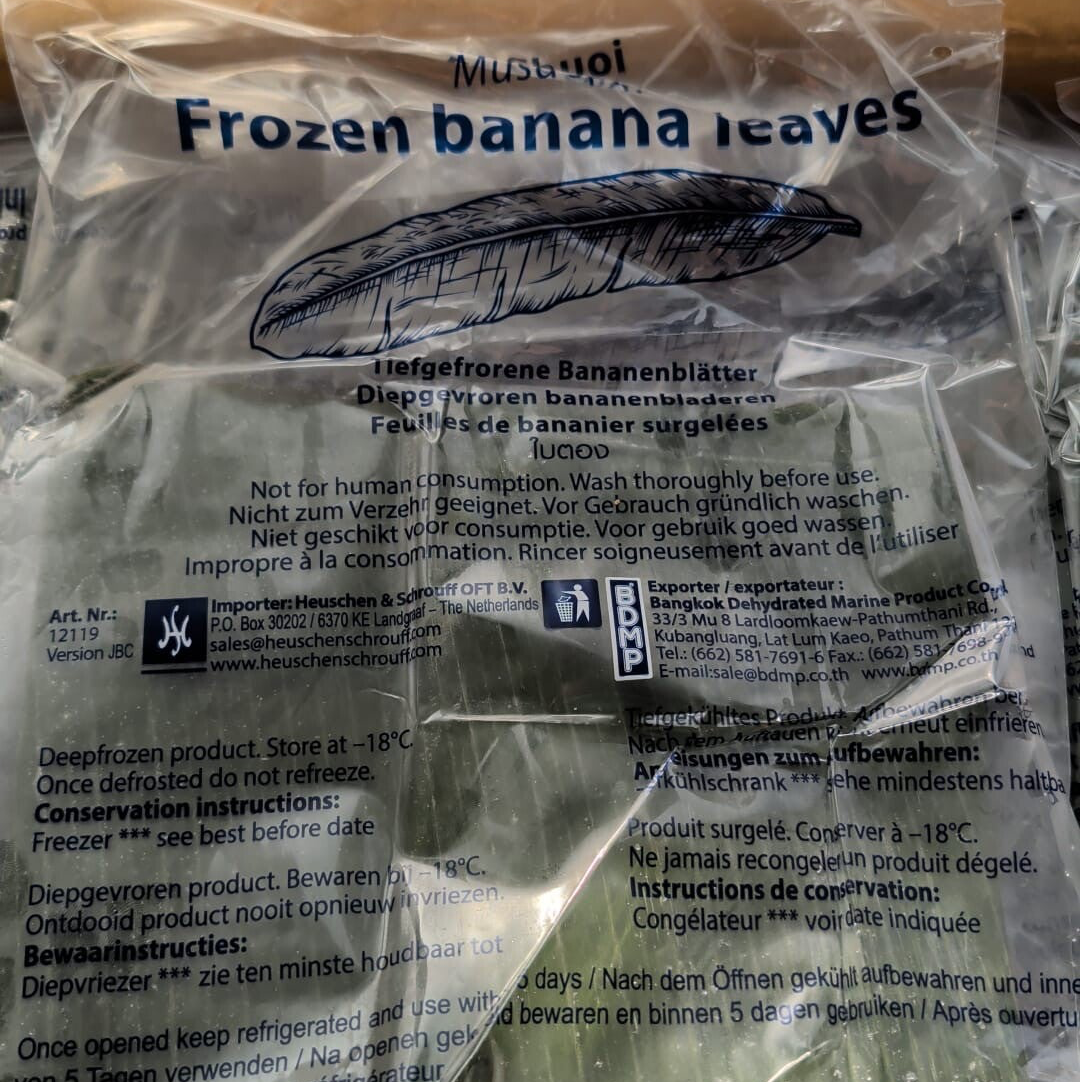 Frozen banana leaves
Tiefgefrorene Bananenblätter
Diepgevroren bananenbladeren
Feuilles de bananier surgelées
ใบตอง
Not for human consumption. Wash thoroughly before use.
Nicht zum Verzehr geeignet. Vor Gebrauch gründlich waschen.
Niet geschikt voor consumptie. Voor gebruik goed wassen.
Impropre à la consommation. Rincer soigneusement avant de l'utiliser
Art. Nr.:
12119
Version JBC
Importer: Heuschen & Schrouff OFT B.V.
P.O. Box 30202 / 6370 KE Landgraaf – The Netherlands
sales@heuschenschrouff.com
www.heuschenschrouff.com
BDMP
Exporter / exportateur :
Bangkok Dehydrated Marine Product
33/3 Mu 8 Lardloomkaew-Pathumthani Rd.,
Kubangluang, Lat Lum Kaeo, Pathum
Tel.: (662) 581-7691-6 Fax.: (662)
E-mail:sale@bdmp.co.th www.bdmp.co.th
Deepfrozen product. Store at –18°C.
Once defrosted do not refreeze.
Conservation instructions:
Freezer *** see best before date
Diepgevroren product. Bewaren bij –18°C.
Ontdooid product nooit opnieuw invriezen.
Bewaarinstructies:
Diepvriezer *** zie ten minste houdbaar tot
Tiefgekühltes Produkt.
Nach einfrieren
zum
*** mindestens
Produit surgelé. Conserver à –18°C.
Ne jamais recongeler un produit dégelé.
Instructions de conservation:
Congélateur *** voir date indiquée
Once opened keep refrigerated and use
days / Nach dem Öffnen gekühlt aufbewahren und
5 Tagen verwenden / Na openen
bewaren en binnen 5 dagen gebruiken / Après